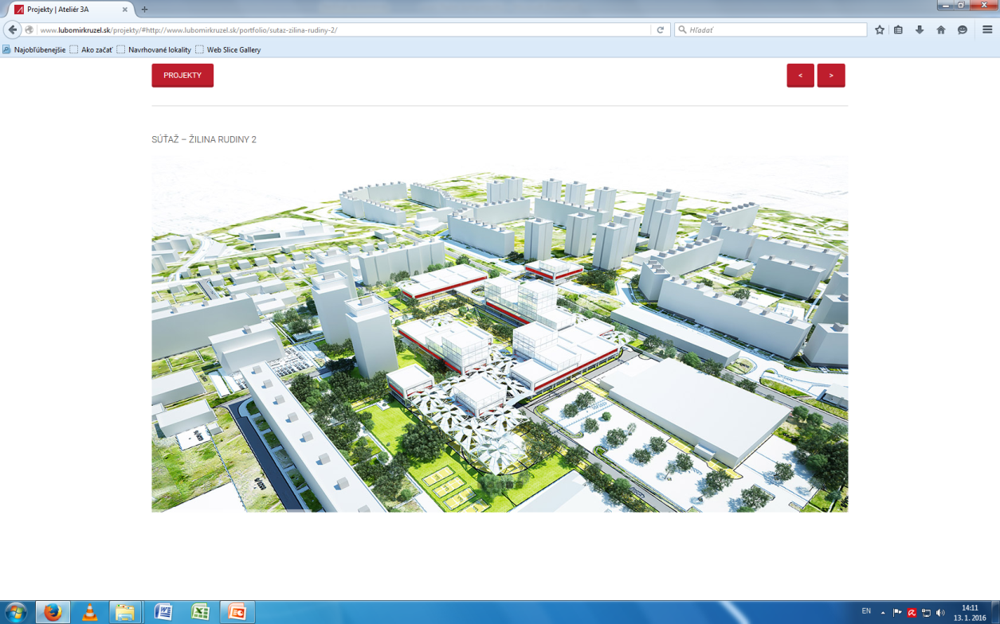 Projekty | Ateliér 3A
www.lubomirkruzel.sk/projekty/#http://www.lubomirkruzel.sk/portfolio/sutaz-zilina-rudiny-2/
Hľadať
Najobľúbenejšie Ako začať Navrhované lokality Web Slice Gallery
PROJEKTY
< >
SÚŤAŽ – ŽILINA RUDINY 2
EN
14:11
13. 1. 2016